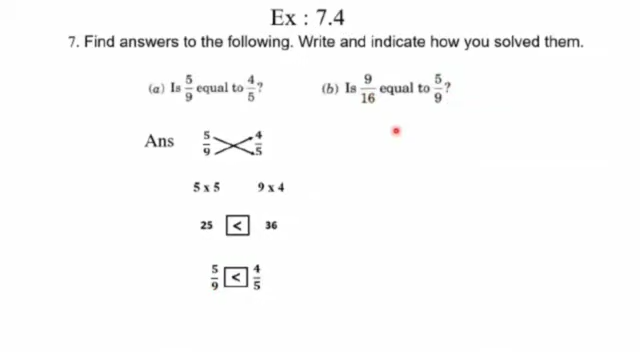 Ex : 7.4
7. Find answers to the following. Write and indicate how you solved them.
(a) Is 5/9 equal to 4/5? (b) Is 9/16 equal to 5/9?
Ans 5/9 4/5
5 x 5 9 x 4
25 < 36
5/9 < 4/5